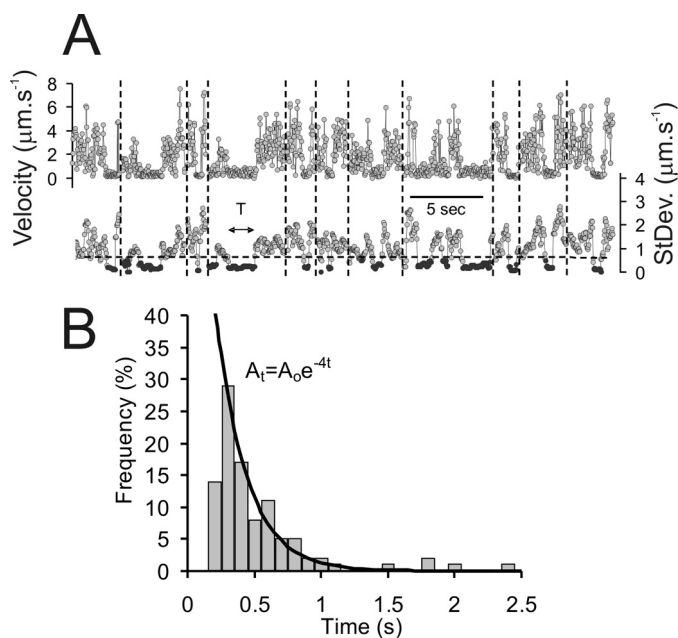 A
Velocity (µm.s⁻¹)
8
6
4
2
0
StDev. (µm.s⁻¹)
4
3
2
1
0
T
5 sec
B
Frequency (%)
40
35
30
25
20
15
10
5
0
Aₜ=Aₒe⁻⁴ᵗ
0 0.5 1 1.5 2 2.5
Time (s)